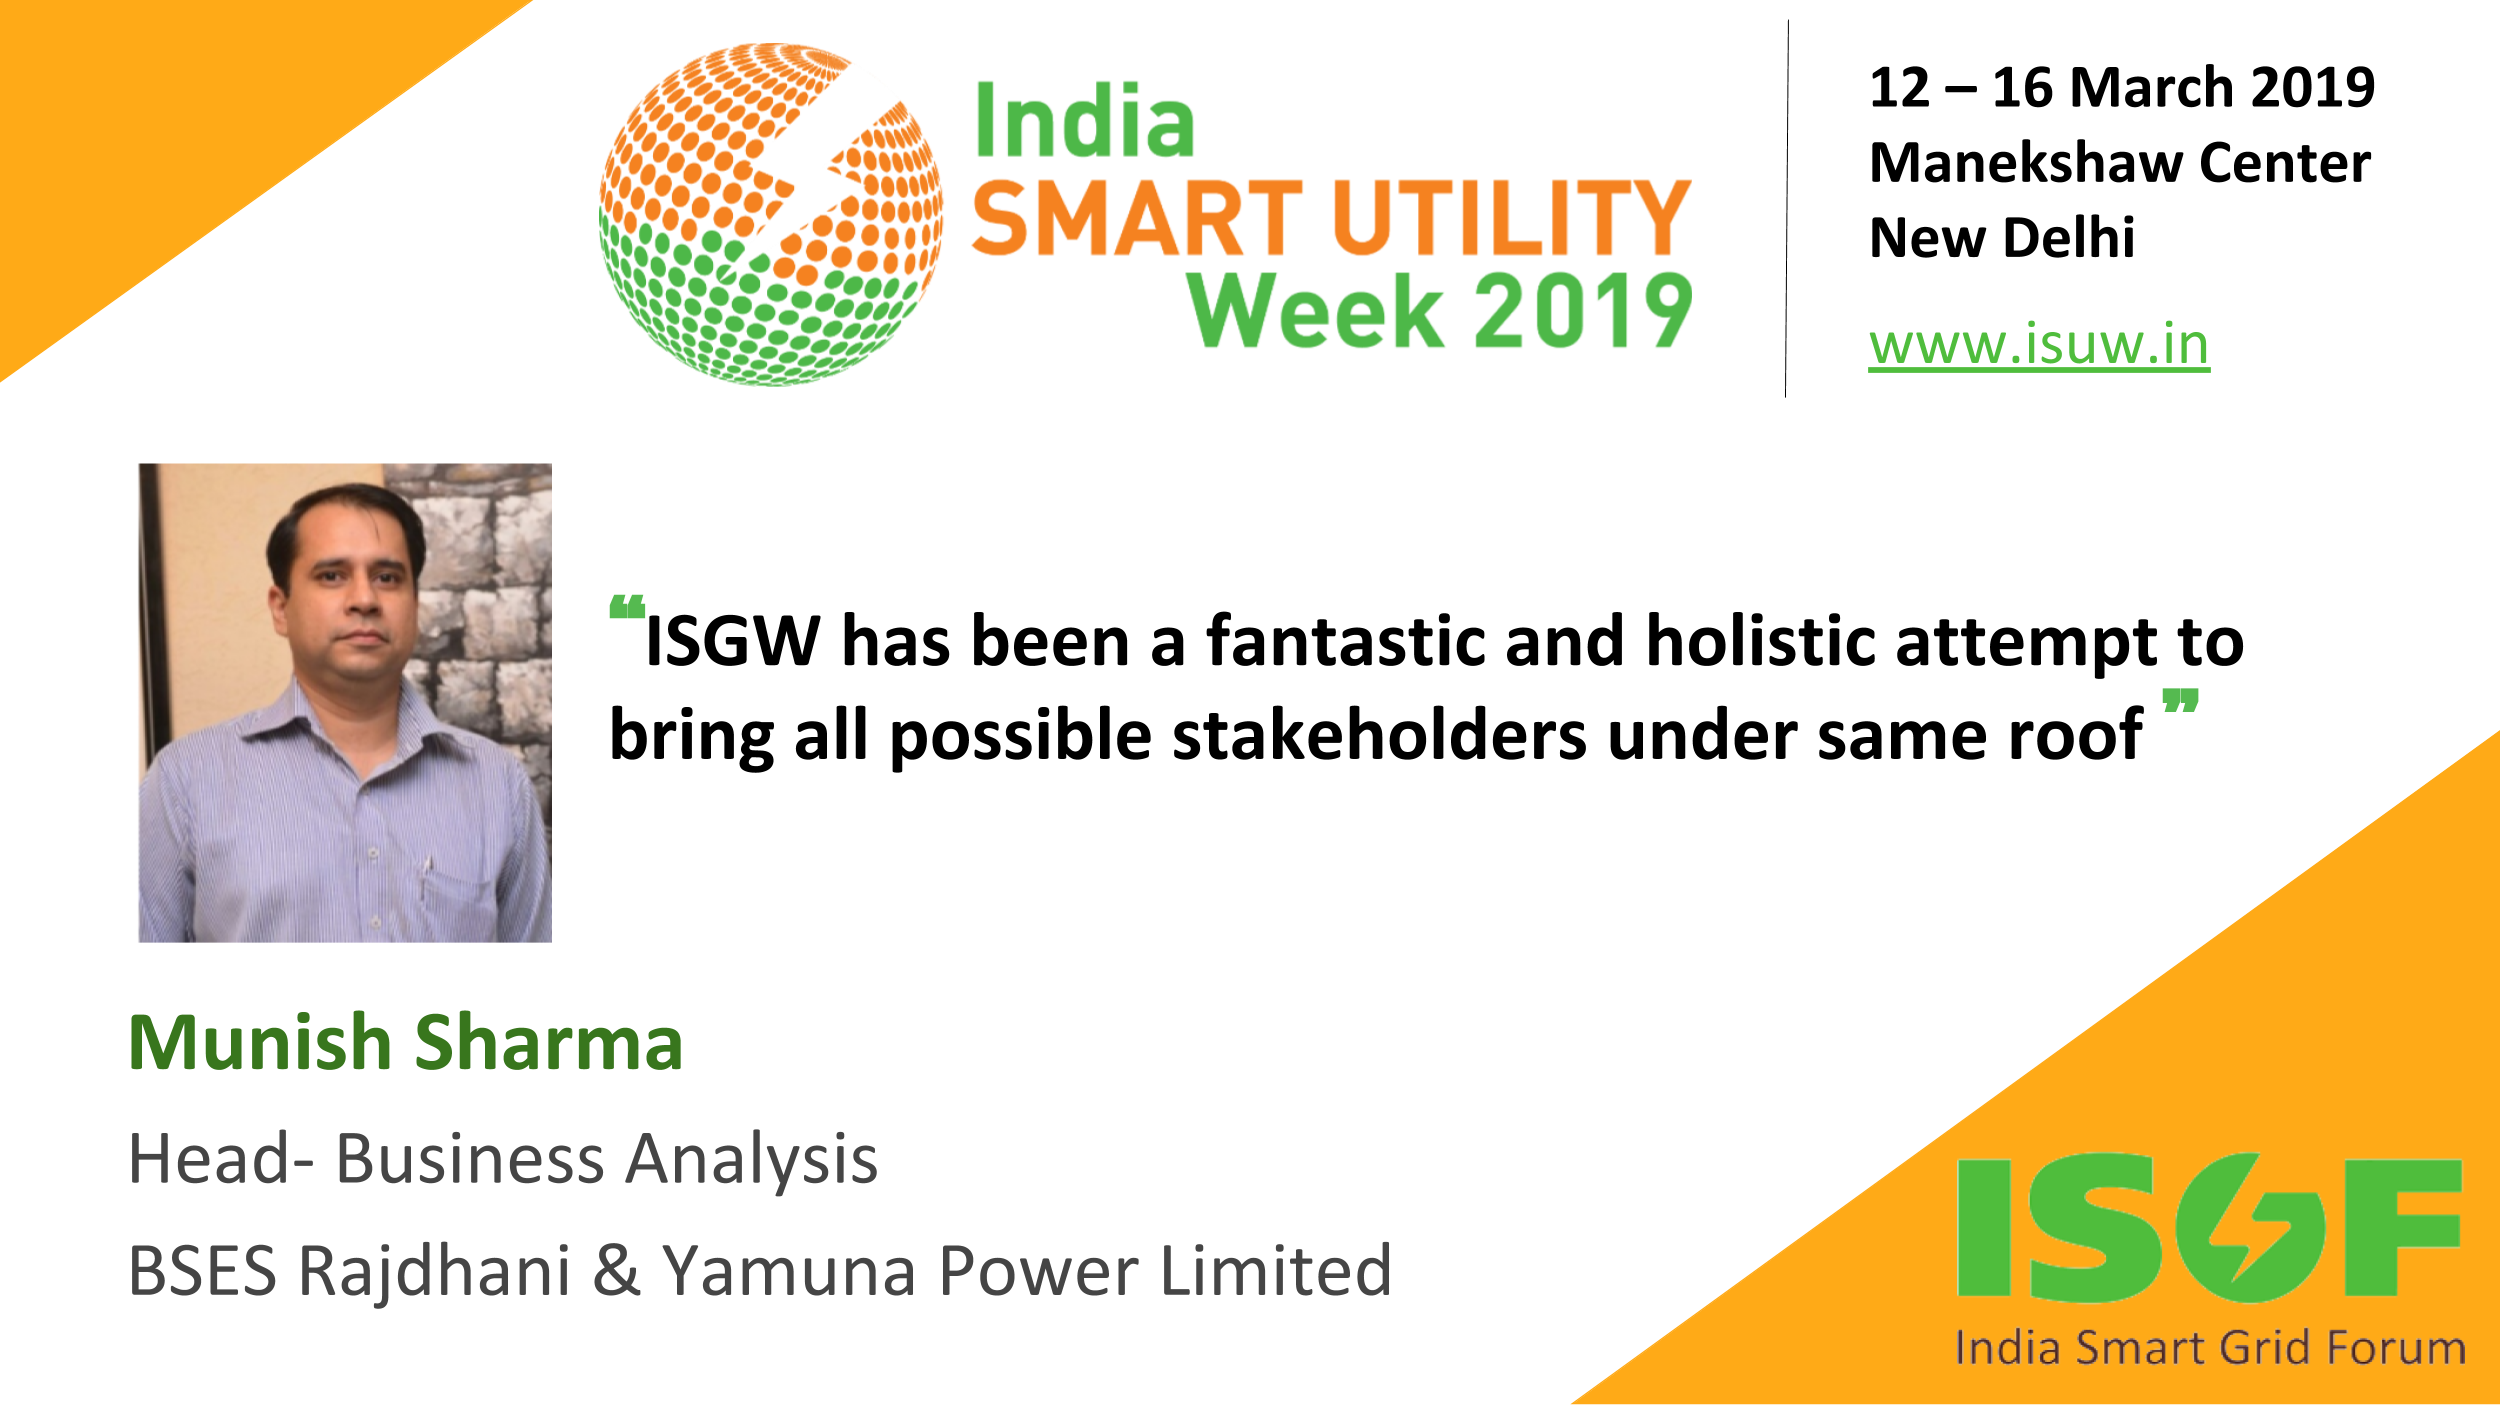 India
SMART UTILITY
Week 2019
12 – 16 March 2019
Manekshaw Center
New Delhi
www.isuw.in
❝ISGW has been a fantastic and holistic attempt to
bring all possible stakeholders under same roof❞
Munish Sharma
Head- Business Analysis
BSES Rajdhani & Yamuna Power Limited
ISGF
India Smart Grid Forum